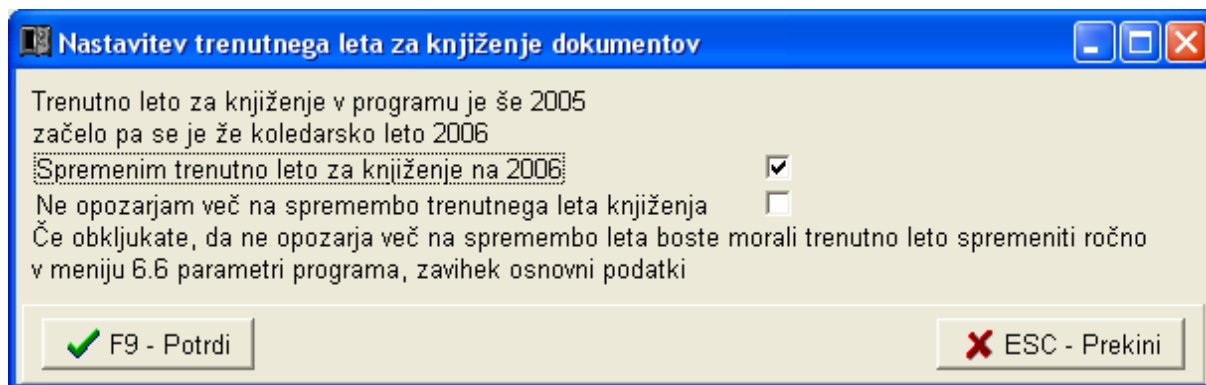 Nastavitev trenutnega leta za knjiženje dokumentov
Trenutno leto za knjiženje v programu je še 2005
začelo pa se je že koledarsko leto 2006
Spremenim trenutno leto za knjiženje na 2006
Ne opozarjam več na spremembo trenutnega leta knjiženja
Če obkljukate, da ne opozarja več na spremembo leta boste morali trenutno leto spremeniti ročno
v meniju 6.6 parametri programa, zavihek osnovni podatki
F9 - Potrdi ESC - Prekini